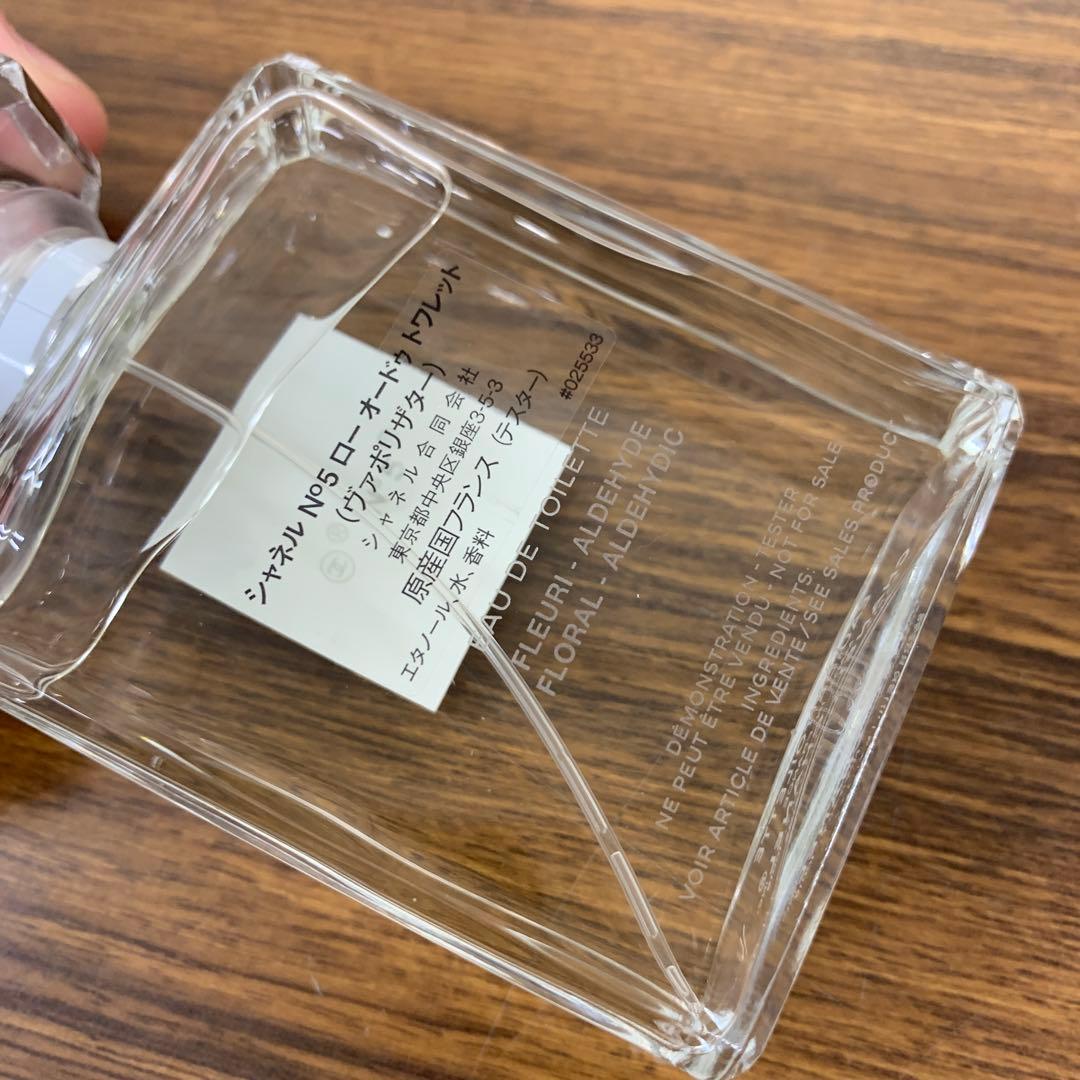 シャネル Nº5 ロー オードゥ トワレット
(ヴァポリザター)
シャネル合同会社
東京都中央区銀座3-5-3
原産国フランス (テスター)
エタノール、水、香料
#025533
EAU DE TOILETTE
FLEURI - ALDEHYDE
FLORAL - ALDEHYDIC
DÉMONSTRATION - TESTER
NE PEUT ÊTRE VENDU - NOT FOR SALE
INGREDIENTS:
VOIR ARTICLE DE VENTE/SEE SALES PRODUCT